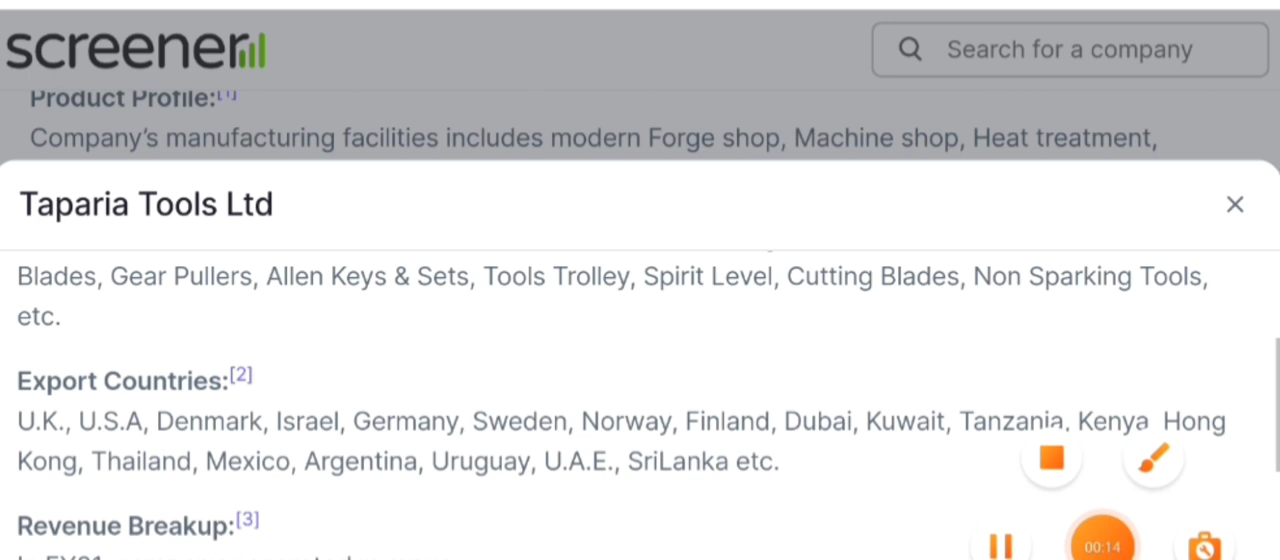 screener
Search for a company
Product Profile:[1]
Company's manufacturing facilities includes modern Forge shop, Machine shop, Heat treatment,
Taparia Tools Ltd
Blades, Gear Pullers, Allen Keys & Sets, Tools Trolley, Spirit Level, Cutting Blades, Non Sparking Tools,
etc.
Export Countries:[2]
U.K., U.S.A, Denmark, Israel, Germany, Sweden, Norway, Finland, Dubai, Kuwait, Tanzania, Kenya Hong
Kong, Thailand, Mexico, Argentina, Uruguay, U.A.E., SriLanka etc.
Revenue Breakup:[3]
00:14